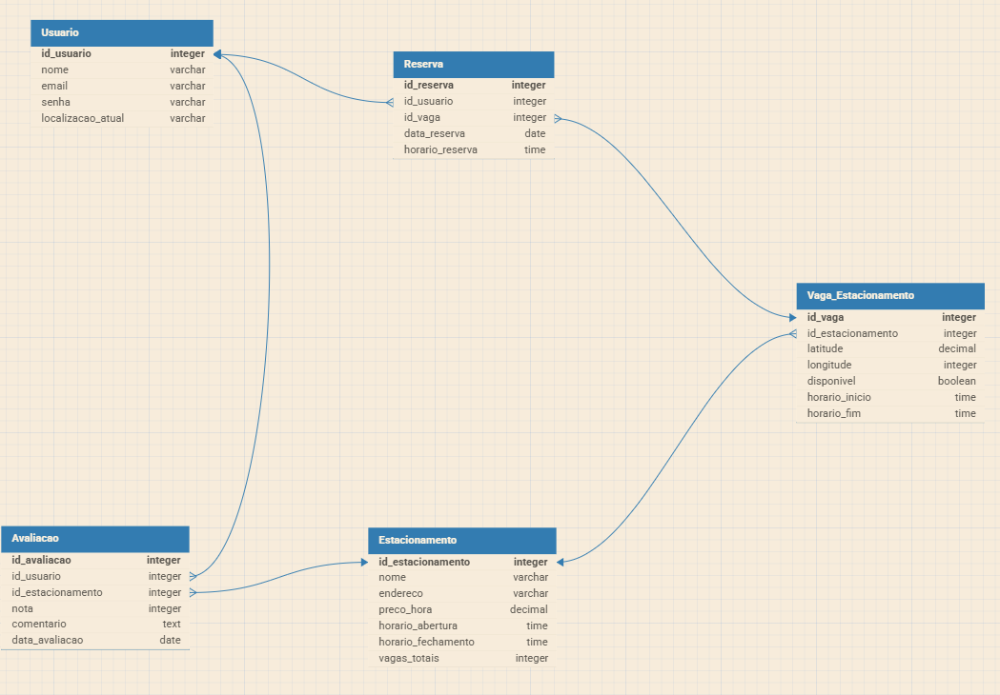 Usuario
id_usuario integer
nome varchar
email varchar
senha varchar
localizacao_atual varchar
Reserva
id_reserva integer
id_usuario integer
id_vaga integer
data_reserva date
horario_reserva time
Vaga_Estacionamento
id_vaga integer
id_estacionamento integer
latitude decimal
longitude integer
disponivel boolean
horario_inicio time
horario_fim time
Avaliacao
id_avaliacao integer
id_usuario integer
id_estacionamento integer
nota integer
comentario text
data_avaliacao date
Estacionamento
id_estacionamento integer
nome varchar
endereco varchar
preco_hora decimal
horario_abertura time
horario_fechamento time
vagas_totais integer